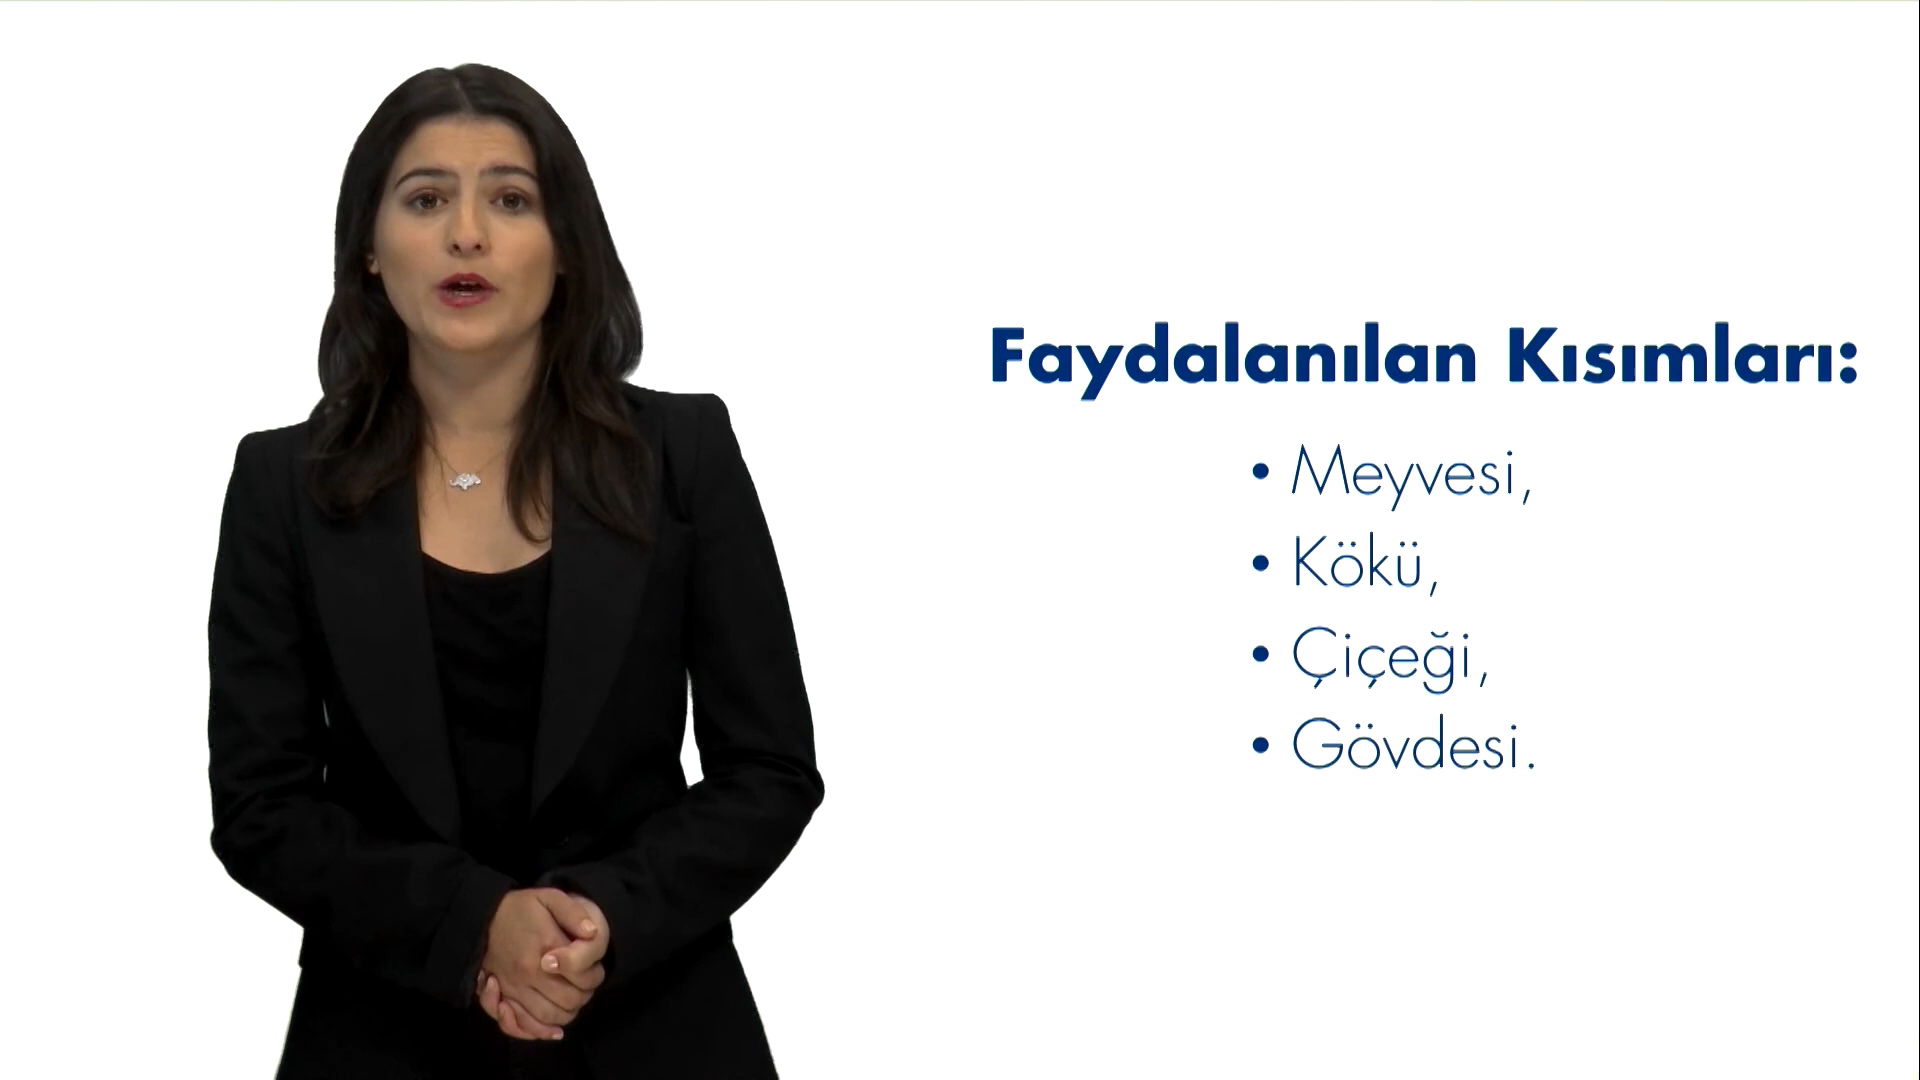 Faydalanılan Kısımları:
• Meyvesi,
• Kökü,
• Çiçeği,
• Gövdesi.